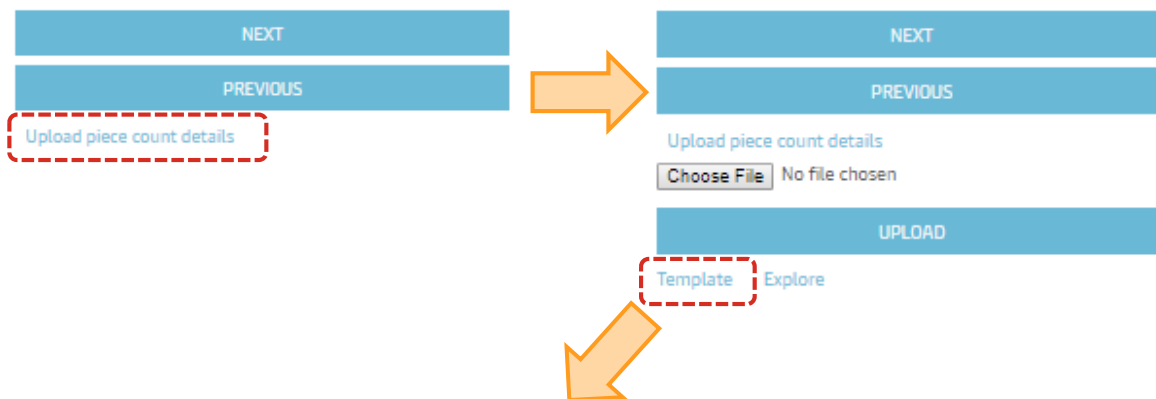 NEXT
PREVIOUS
Upload piece count details
NEXT
PREVIOUS
Upload piece count details
Choose File No file chosen
UPLOAD
Template Explore